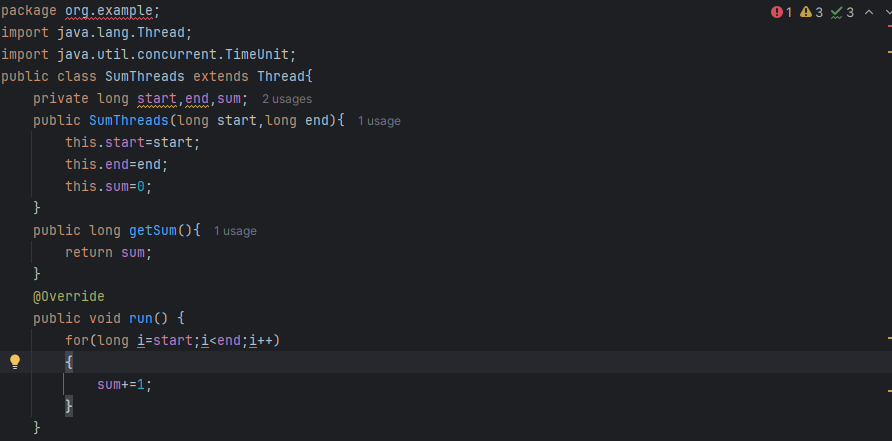 package org.example;
import java.lang.Thread;
import java.util.concurrent.TimeUnit;
public class SumThreads extends Thread{
    private long start,end,sum;  2 usages
    public SumThreads(long start,long end){  1 usage
        this.start=start;
        this.end=end;
        this.sum=0;
    }
    public long getSum(){  1 usage
        return sum;
    }
    @Override
    public void run() {
        for(long i=start;i<end;i++)
        {
            sum+=1;
        }
    }
1 3 3